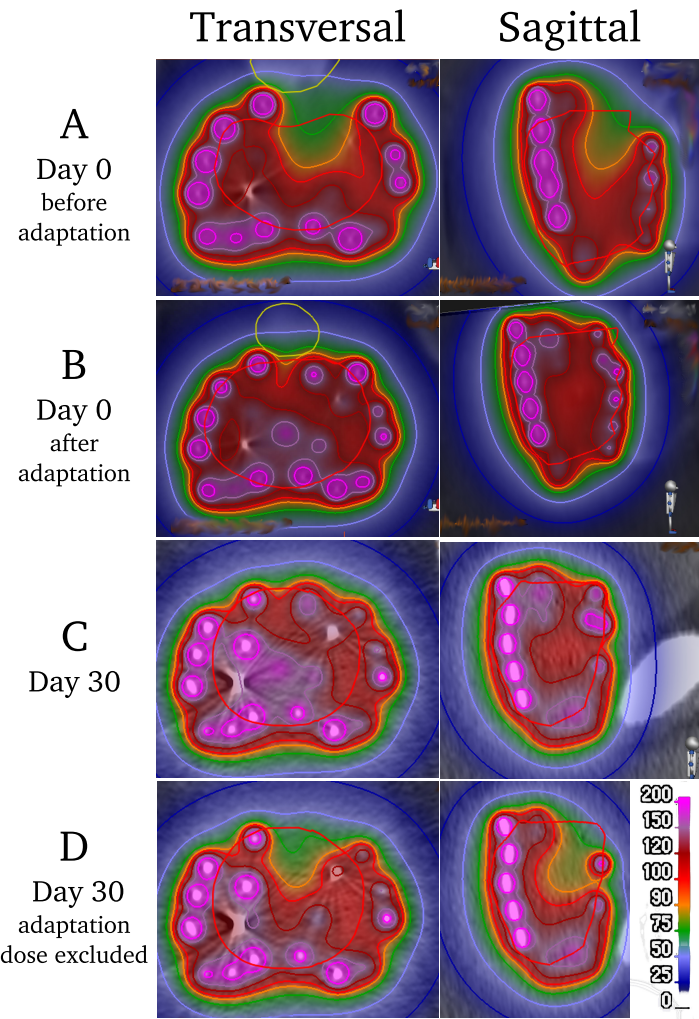 Transversal Sagittal
A
Day 0
before
adaptation
B
Day 0
after
adaptation
C
Day 30
D
Day 30
adaptation
dose excluded
200
150
120
100
90
75
50
25
0